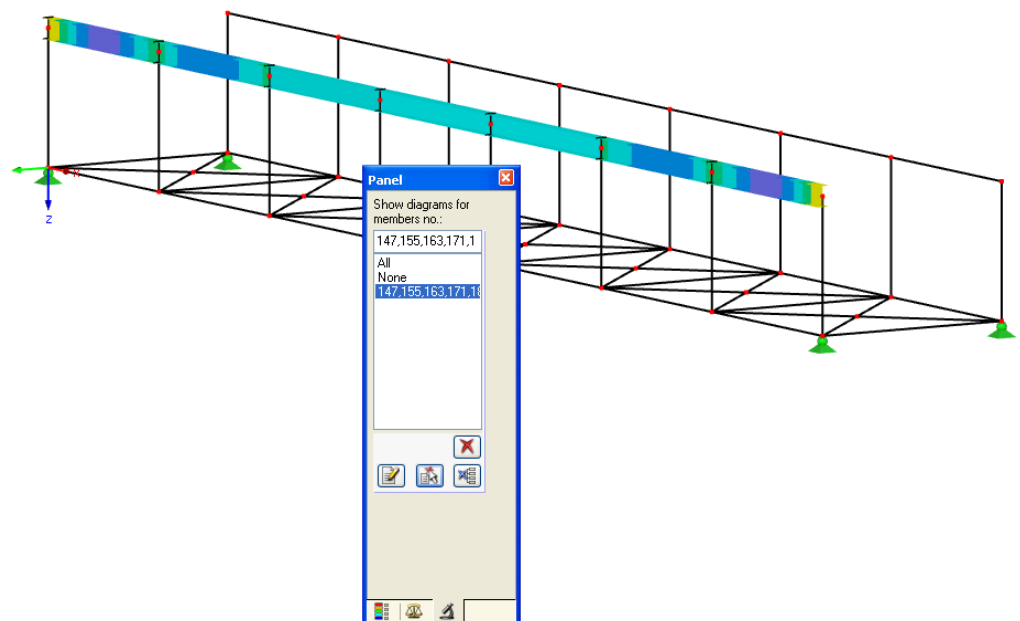 x
z
Panel
Show diagrams for
members no.:
147,155,163,171,1
All
None
147,155,163,171,18